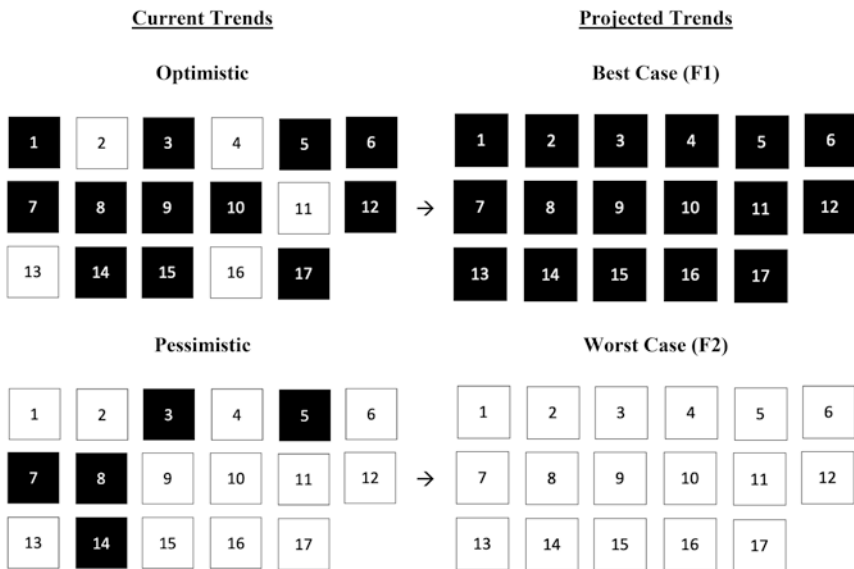 Current Trends Projected Trends
Optimistic Best Case (F1)
1 2 3 4 5 6 1 2 3 4 5 6
7 8 9 10 11 12 → 7 8 9 10 11 12
13 14 15 16 17 13 14 15 16 17
Pessimistic Worst Case (F2)
1 2 3 4 5 6 1 2 3 4 5 6
7 8 9 10 11 12 → 7 8 9 10 11 12
13 14 15 16 17 13 14 15 16 17